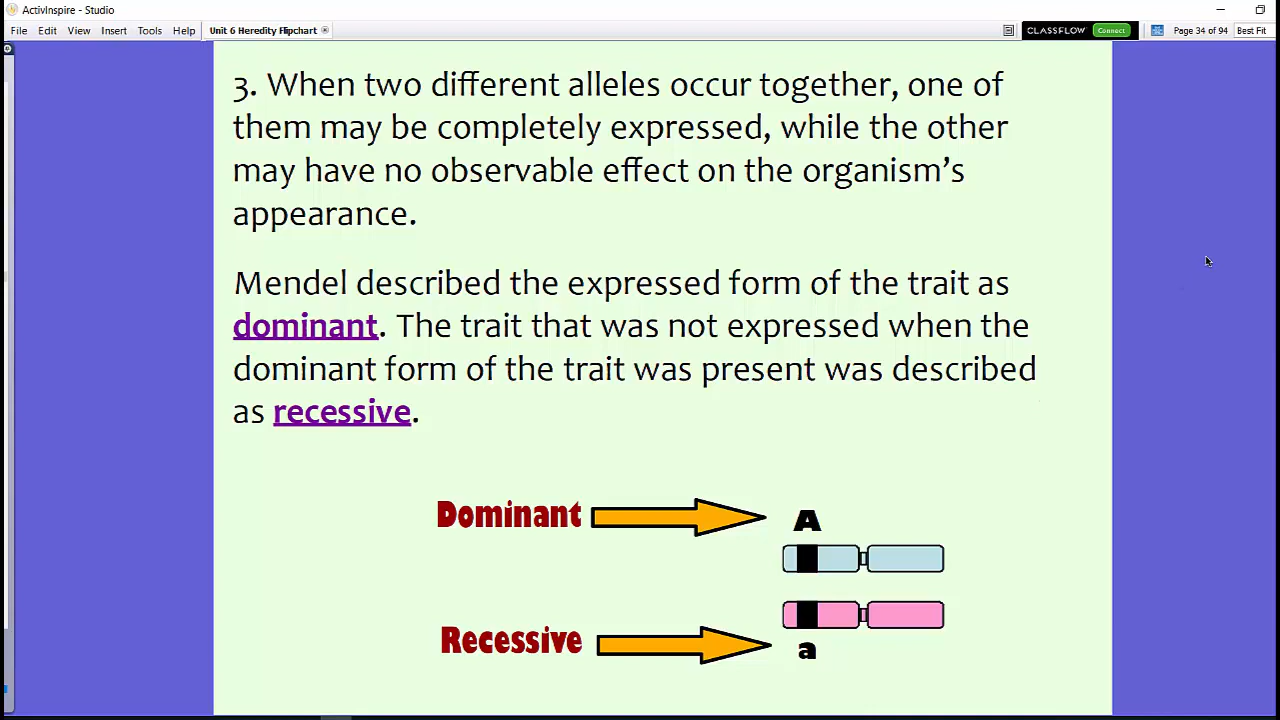 ActivInspire - Studio
File Edit View Insert Tools Help Unit 6 Heredity Flipchart CLASSFLOW Connect Page 34 of 94 Best Fit
3. When two different alleles occur together, one of
them may be completely expressed, while the other
may have no observable effect on the organism's
appearance.
Mendel described the expressed form of the trait as
dominant. The trait that was not expressed when the
dominant form of the trait was present was described
as recessive.
Dominant
A
Recessive
a